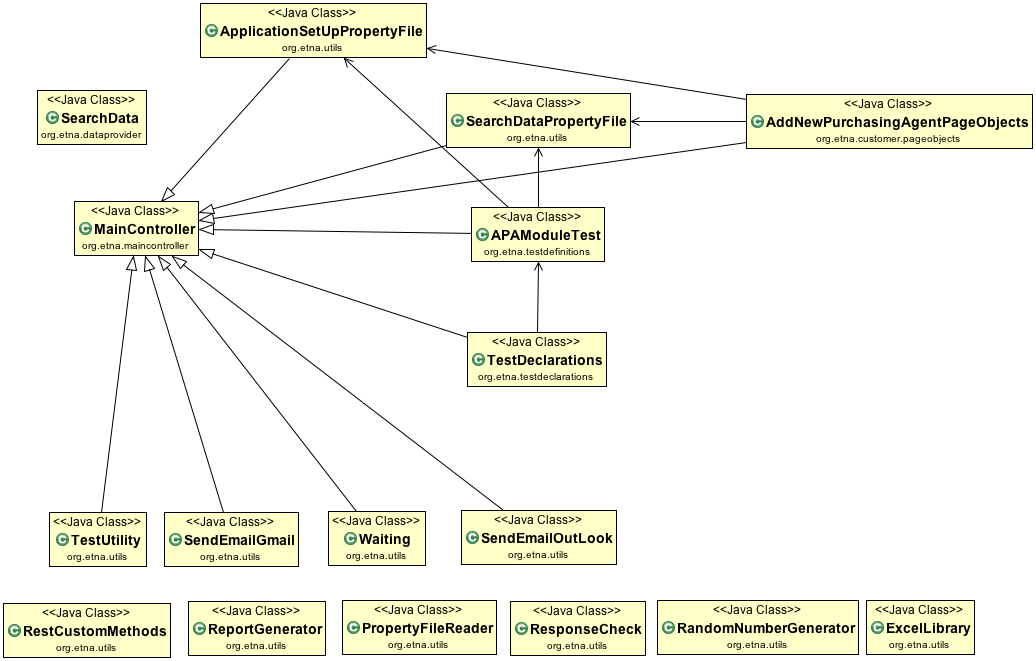 <<Java Class>>
ApplicationSetUpPropertyFile
org.etna.utils
<<Java Class>>
SearchData
org.etna.dataprovider
<<Java Class>>
SearchDataPropertyFile
org.etna.utils
<<Java Class>>
AddNewPurchasingAgentPageObjects
org.etna.customer.pageobjects
<<Java Class>>
MainController
org.etna.maincontroller
<<Java Class>>
APAModuleTest
org.etna.testdefinitions
<<Java Class>>
TestDeclarations
org.etna.testdeclarations
<<Java Class>>
TestUtility
org.etna.utils
<<Java Class>>
SendEmailGmail
org.etna.utils
<<Java Class>>
Waiting
org.etna.utils
<<Java Class>>
SendEmailOutLook
org.etna.utils
<<Java Class>>
RestCustomMethods
org.etna.utils
<<Java Class>>
ReportGenerator
org.etna.utils
<<Java Class>>
PropertyFileReader
org.etna.utils
<<Java Class>>
ResponseCheck
org.etna.utils
<<Java Class>>
RandomNumberGenerator
org.etna.utils
<<Java Class>>
ExcelLibrary
org.etna.utils